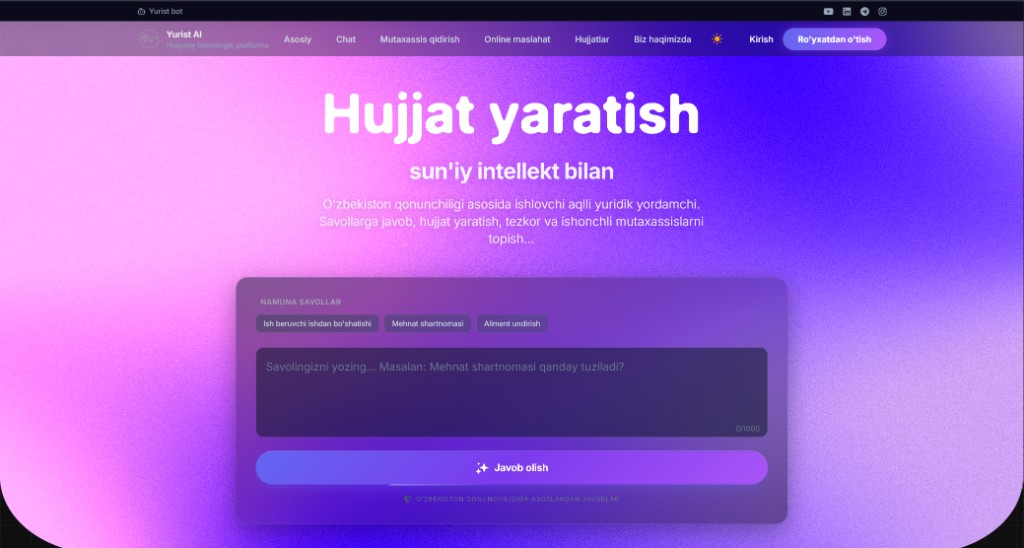 Yurist bot
Yurist AI
Huquqiy texnologik platforma
Asosiy
Chat
Mutaxassis qidirish
Online maslahat
Hujjatlar
Biz haqimizda
Kirish
Ro'yxatdan o'tish
Hujjat yaratish
sun'iy intellekt bilan
O'zbekiston qonunchiligi asosida ishlovchi aqlli yuridik yordamchi.
Savollarga javob, hujjat yaratish, tezkor va ishonchli mutaxassislarni
topish...
NAMUNA SAVOLLAR
Ish beruvchi ishdan bo'shatishi
Mehnat shartnomasi
Aliment undirish
Savolingizni yozing... Masalan: Mehnat shartnomasi qanday tuziladi?
0/1000
Javob olish
O'ZBEKISTON QONUNCHILIGIGA ASOSLANGAN JAVOBLAR